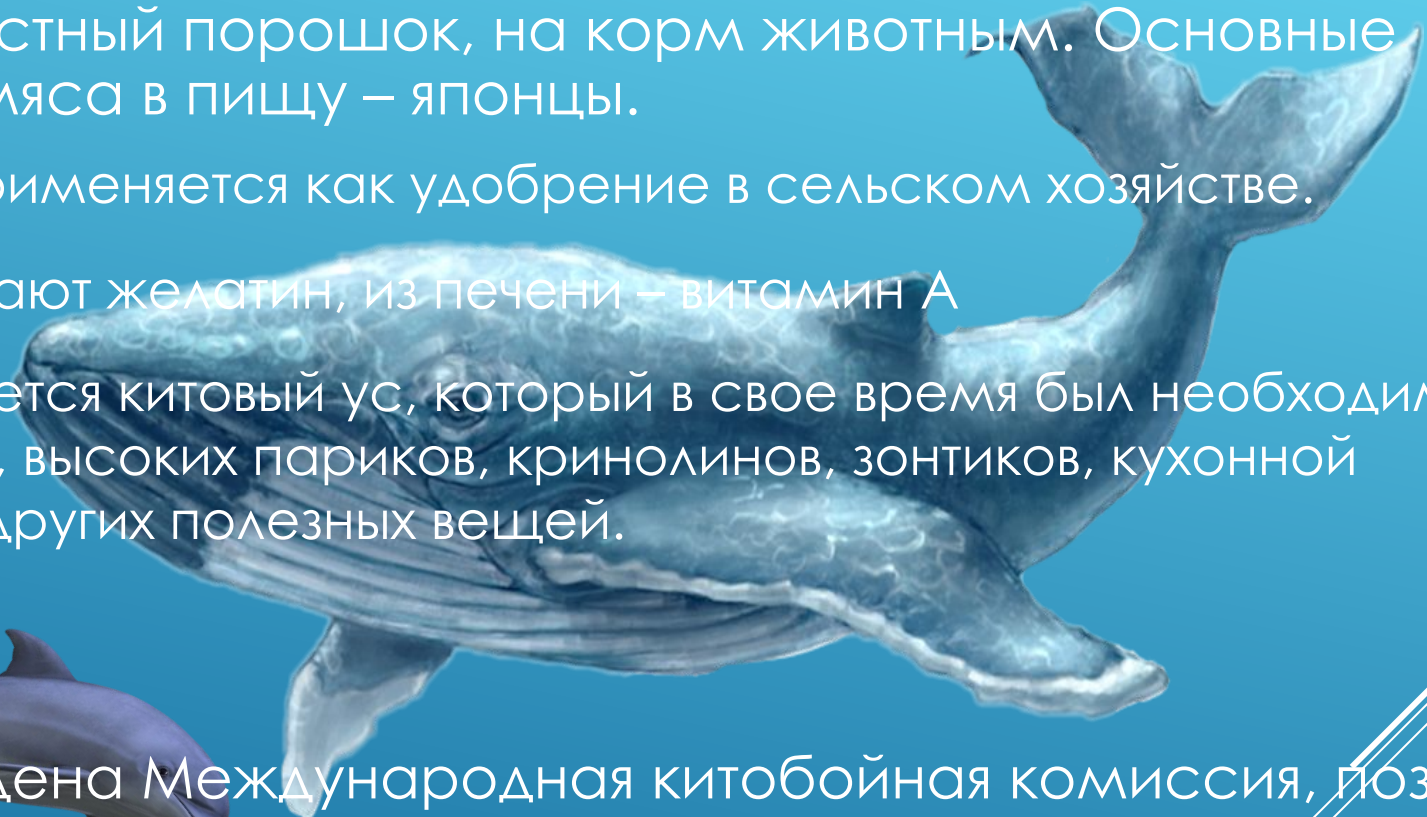 стный порошок, на корм животным. Основные
мяса в пищу – японцы.
рименяется как удобрение в сельском хозяйстве.
ают желатин, из печени – витамин А
ется китовый ус, который в свое время был необходим
, высоких париков, кринолинов, зонтиков, кухонной
других полезных вещей.
дена Международная китобойная комиссия, поз